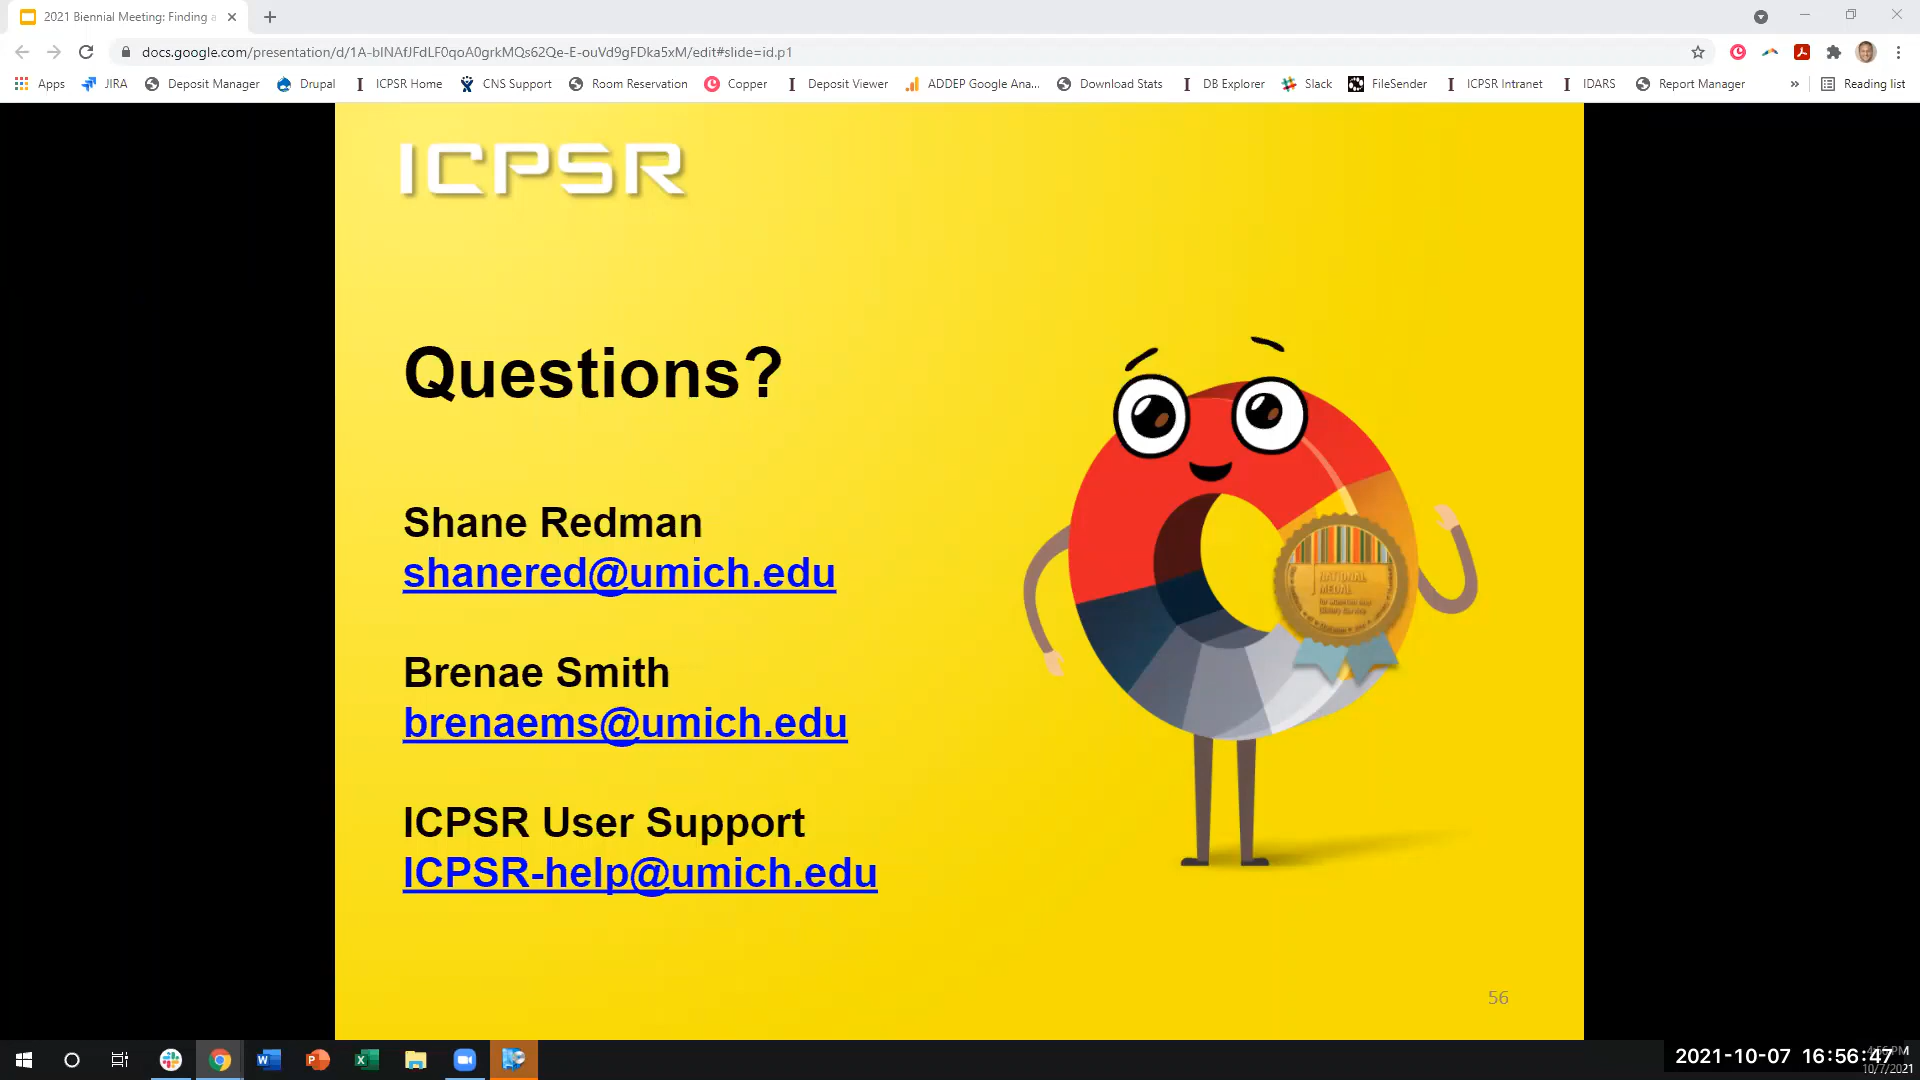 2021 Biennial Meeting: Finding a
docs.google.com/presentation/d/1A-bINAfJFdLF0qoA0grkMQs62Qe-E-ouVd9gFDka5xM/edit#slide=id.p1
Apps JIRA Deposit Manager Drupal ICPSR Home CNS Support Room Reservation Copper Deposit Viewer ADDEP Google Ana... Download Stats DB Explorer Slack FileSender ICPSR Intranet IDARS Report Manager » Reading list
ICPSR
Questions?
Shane Redman
shanered@umich.edu
Brenae Smith
brenaems@umich.edu
ICPSR User Support
ICPSR-help@umich.edu
NATIONAL
MEDAL
56
2021-10-07 16:56:47
10/7/2021